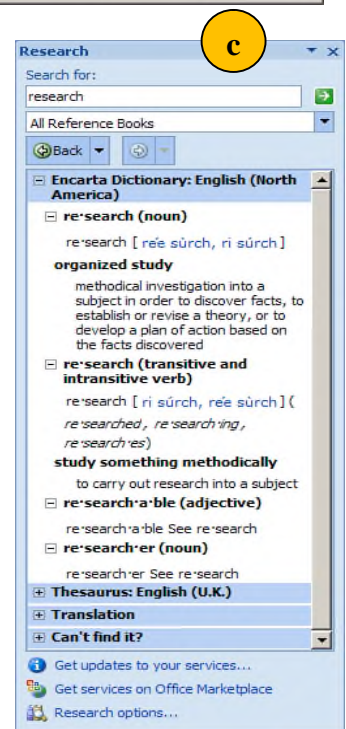 c
Research
Search for:
research
All Reference Books
Back
Encarta Dictionary: English (North
America)
re·search (noun)
re·search [ reé sùrch, ri súrch ]
organized study
methodical investigation into a
subject in order to discover facts, to
establish or revise a theory, or to
develop a plan of action based on
the facts discovered
re·search (transitive and
intransitive verb)
re·search [ ri súrch, reé sùrch ] (
re·searched, re·search·ing,
re·search·es)
study something methodically
to carry out research into a subject
re·search·a·ble (adjective)
re·search·a·ble See re·search
re·search·er (noun)
re·search·er See re·search
Thesaurus: English (U.K.)
Translation
Can't find it?
Get updates to your services...
Get services on Office Marketplace
Research options...